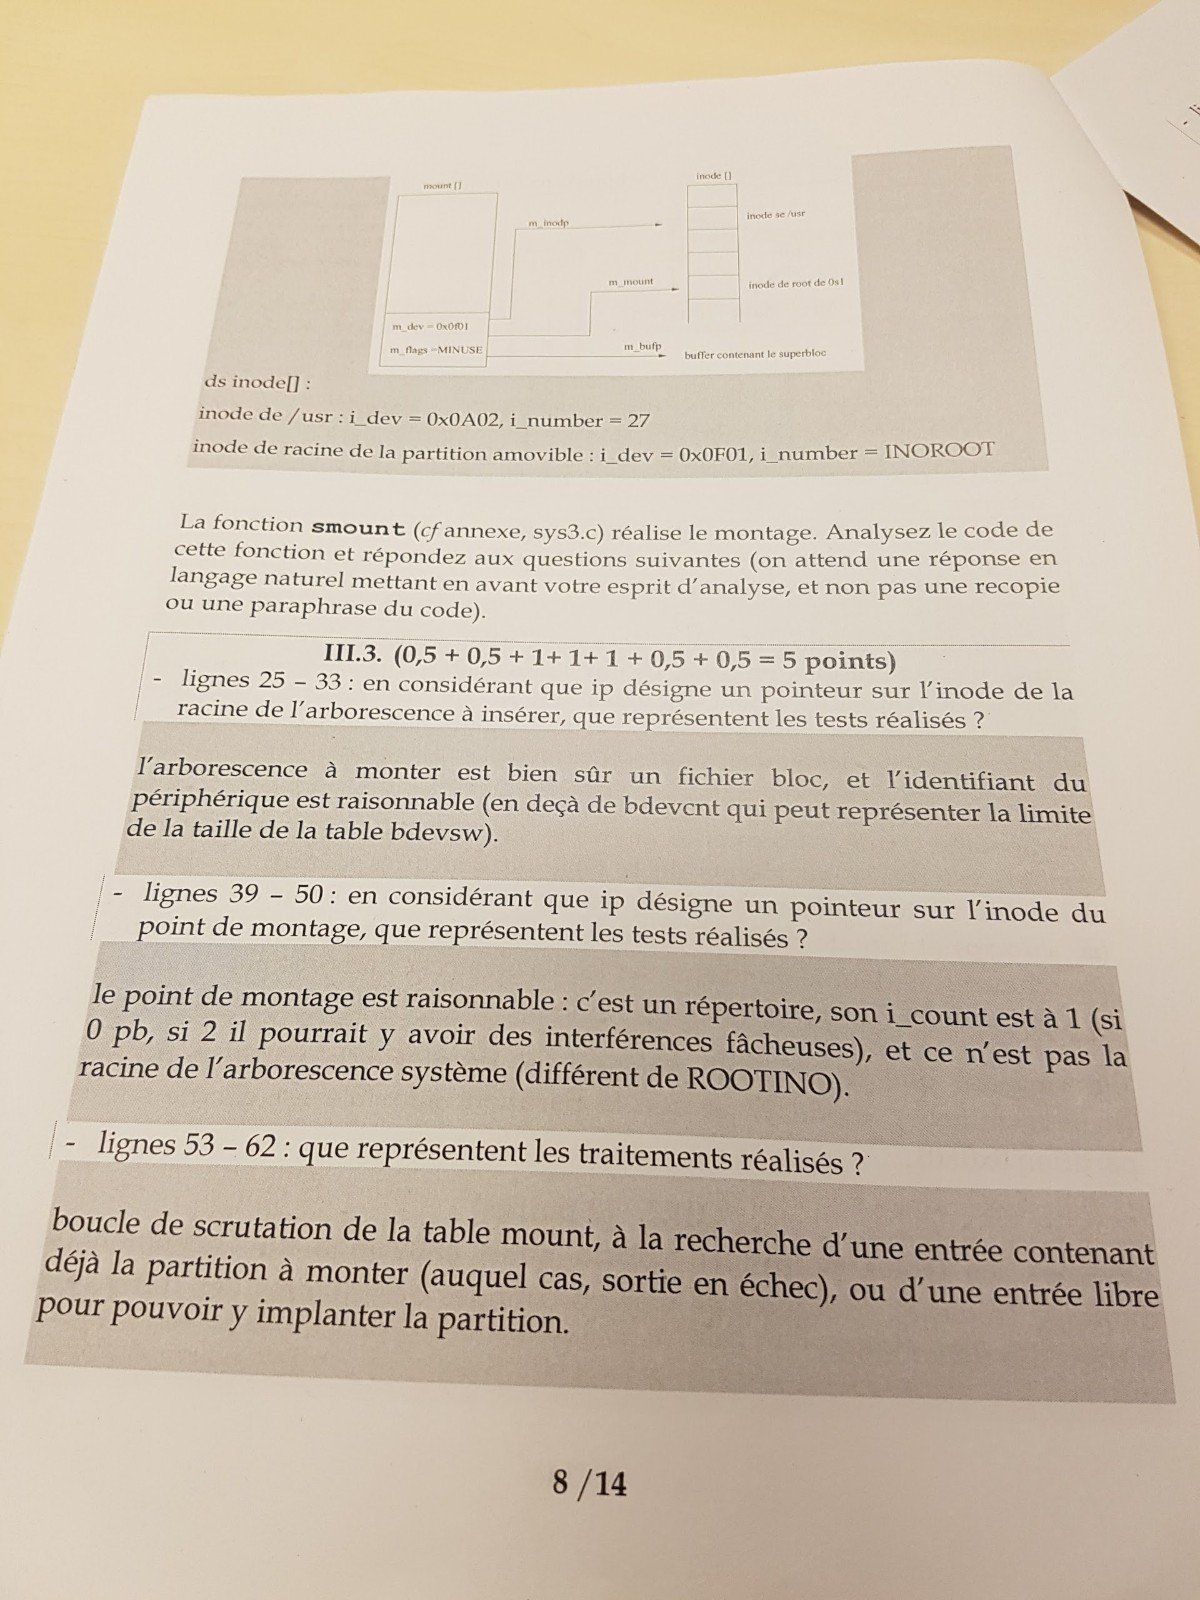 mount []
inode []
m_inodp
inode se /usr
m_mount
inode de root de 0s1
m_dev = 0x0f01
m_flags =MINUSE
m_bufp
buffer contenant le superbloc
ds inode[] :
inode de /usr : i_dev = 0x0A02, i_number = 27
inode de racine de la partition amovible : i_dev = 0x0F01, i_number = INOROOT
La fonction smount (cf annexe, sys3.c) réalise le montage. Analysez le code de
cette fonction et répondez aux questions suivantes (on attend une réponse en
langage naturel mettant en avant votre esprit d'analyse, et non pas une recopie
ou une paraphrase du code).
III.3. (0,5 + 0,5 + 1+ 1+ 1 + 0,5 + 0,5 = 5 points)
- lignes 25 – 33 : en considérant que ip désigne un pointeur sur l'inode de la
racine de l'arborescence à insérer, que représentent les tests réalisés ?
l'arborescence à monter est bien sûr un fichier bloc, et l'identifiant du
périphérique est raisonnable (en deçà de bdevcnt qui peut représenter la limite
de la taille de la table bdevsw).
- lignes 39 – 50 : en considérant que ip désigne un pointeur sur l'inode du
point de montage, que représentent les tests réalisés ?
le point de montage est raisonnable : c'est un répertoire, son i_count est à 1 (si
0 pb, si 2 il pourrait y avoir des interférences fâcheuses), et ce n'est pas la
racine de l'arborescence système (différent de ROOTINO).
- lignes 53 – 62 : que représentent les traitements réalisés ?
boucle de scrutation de la table mount, à la recherche d'une entrée contenant
déjà la partition à monter (auquel cas, sortie en échec), ou d'une entrée libre
pour pouvoir y implanter la partition.
8 /14